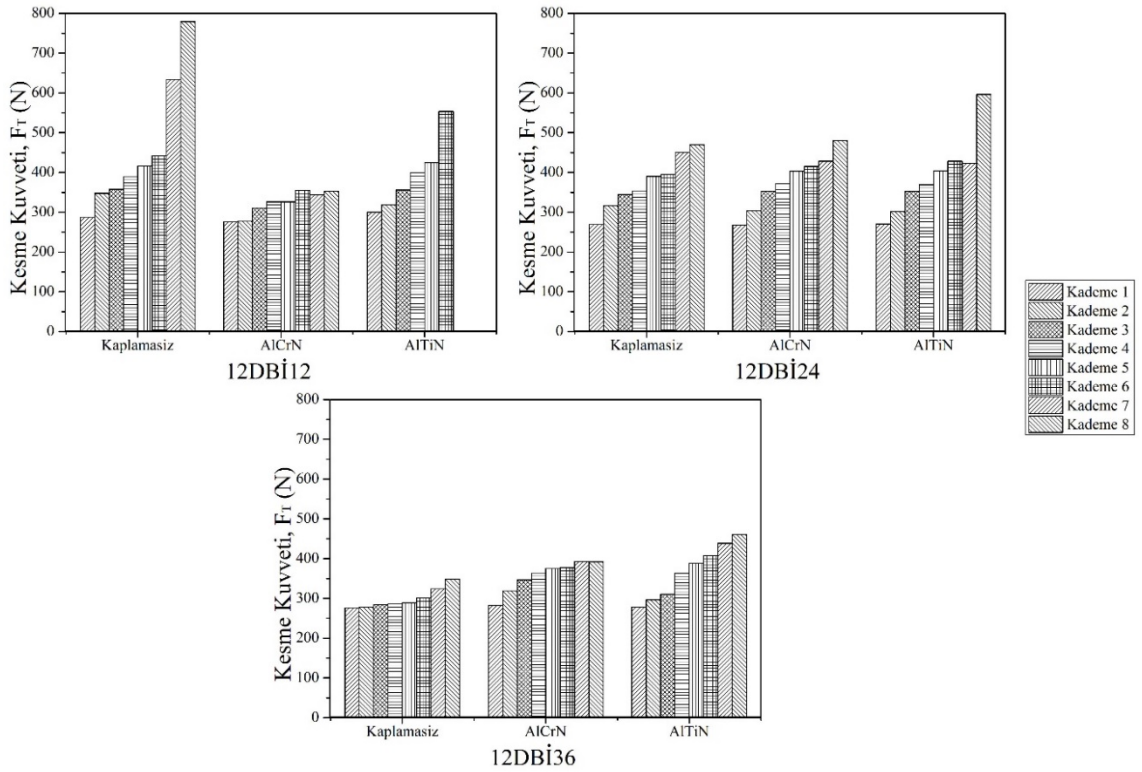 Kesme Kuvveti, FT (N)
800
700
600
500
400
300
200
100
0
Kaplamasiz AlCrN AlTiN
12DBİ12
Kesme Kuvveti, FT (N)
800
700
600
500
400
300
200
100
0
Kaplamasiz AlCrN AlTiN
12DBİ24
Kademe 1
Kademe 2
Kademe 3
Kademe 4
Kademe 5
Kademe 6
Kademe 7
Kademe 8
Kesme Kuvveti, FT (N)
800
700
600
500
400
300
200
100
0
Kaplamasiz AlCrN AlTiN
12DBİ36